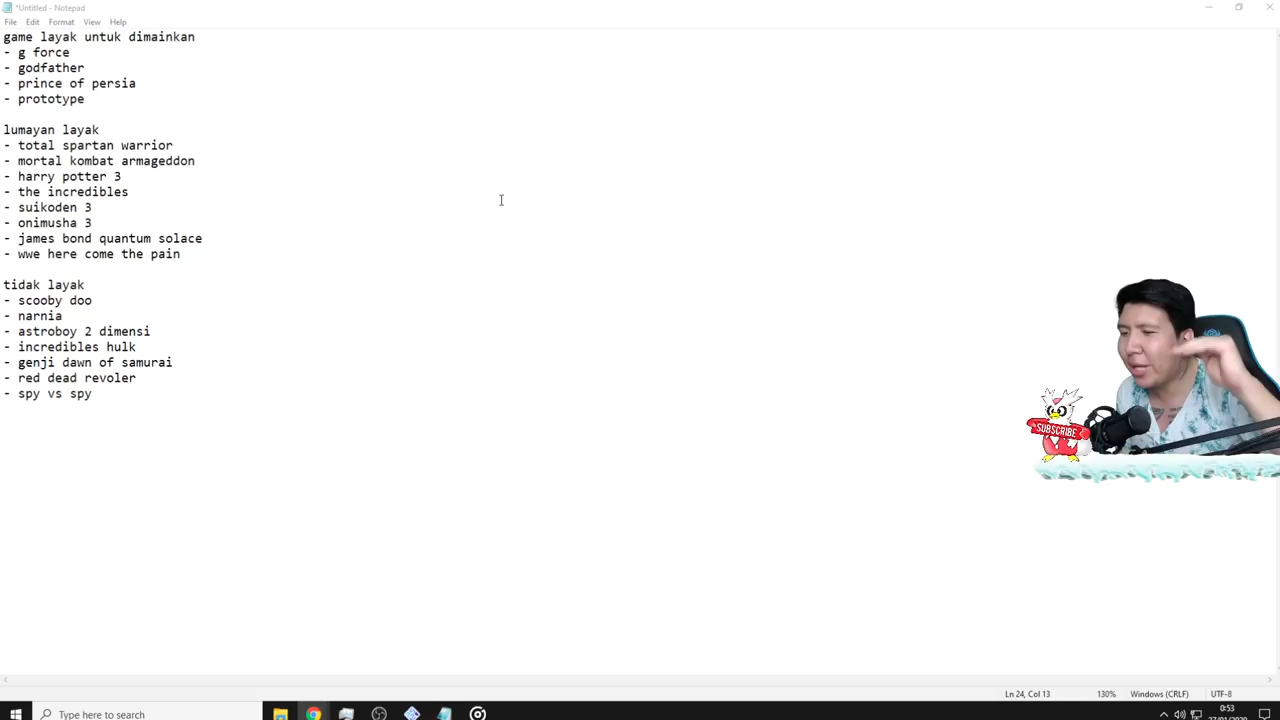 *Untitled - Notepad
File Edit Format View Help
game layak untuk dimainkan
- g force
- godfather
- prince of persia
- prototype
lumayan layak
- total spartan warrior
- mortal kombat armageddon
- harry potter 3
- the incredibles
- suikoden 3
- onimusha 3
- james bond quantum solace
- wwe here come the pain
tidak layak
- scooby doo
- narnia
- astroboy 2 dimensi
- incredibles hulk
- genji dawn of samurai
- red dead revoler
- spy vs spy
SUBSCRIBE
Ln 24, Col 13 130% Windows (CRLF) UTF-8
Type here to search
0:53